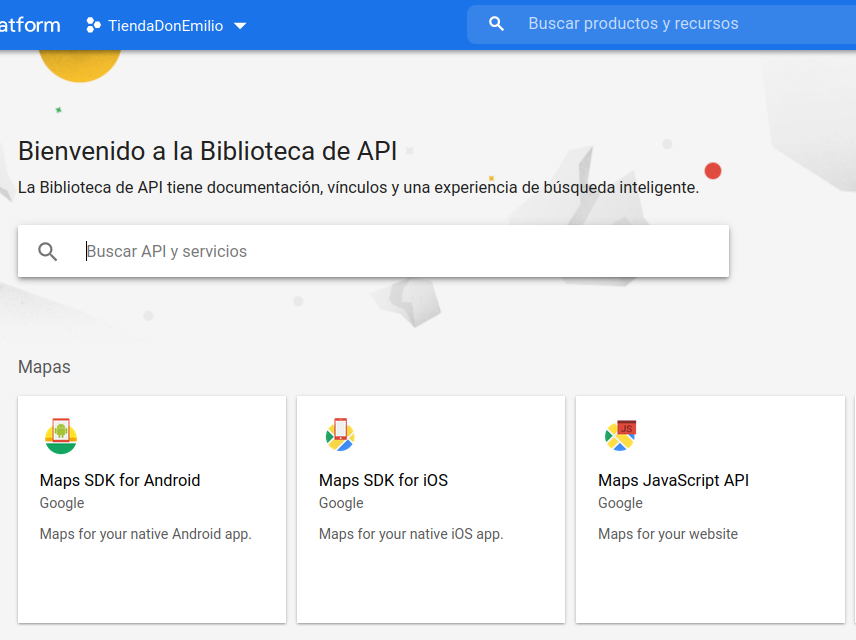 atform TiendaDonEmilio Buscar productos y recursos
Bienvenido a la Biblioteca de API
La Biblioteca de API tiene documentación, vínculos y una experiencia de búsqueda inteligente.
Buscar API y servicios
Mapas
Maps SDK for Android
Google
Maps for your native Android app.
Maps SDK for iOS
Google
Maps for your native iOS app.
JS
Maps JavaScript API
Google
Maps for your website